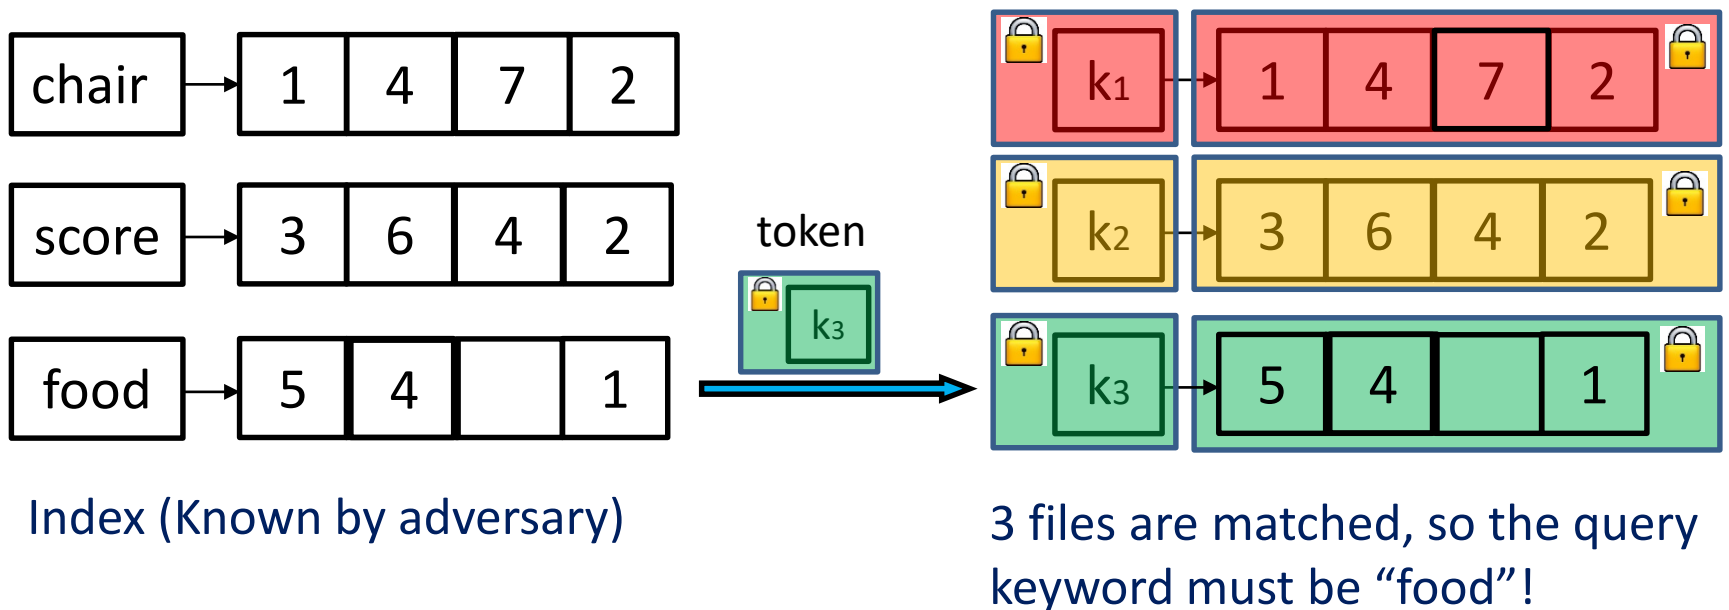 chair 1 4 7 2
score 3 6 4 2
food 5 4 1
Index (Known by adversary)
token
k3
k1 1 4 7 2
k2 3 6 4 2
k3 5 4 1
3 files are matched, so the query
keyword must be “food”!